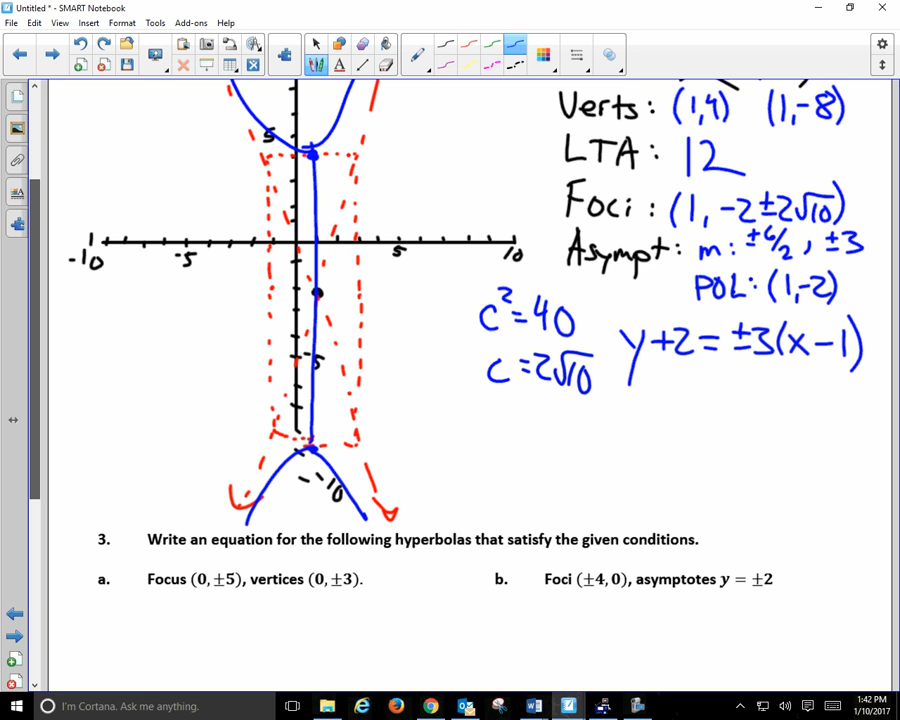 Untitled * - SMART Notebook
File Edit View Insert Format Tools Add-ons Help
Verts: (1,4) (1,-8)
LTA: 12
Foci: (1, -2±2√10)
Asympt: m: ±6/2, ±3
POL: (1,-2)
c²=40
c=2√10
y+2=±3(x-1)
5
-10
-5
5
10
-5
-10
3. Write an equation for the following hyperbolas that satisfy the given conditions.
a. Focus (0, ±5), vertices (0, ±3). b. Foci (±4, 0), asymptotes y = ±2
I'm Cortana. Ask me anything.
1:42 PM
1/10/2017